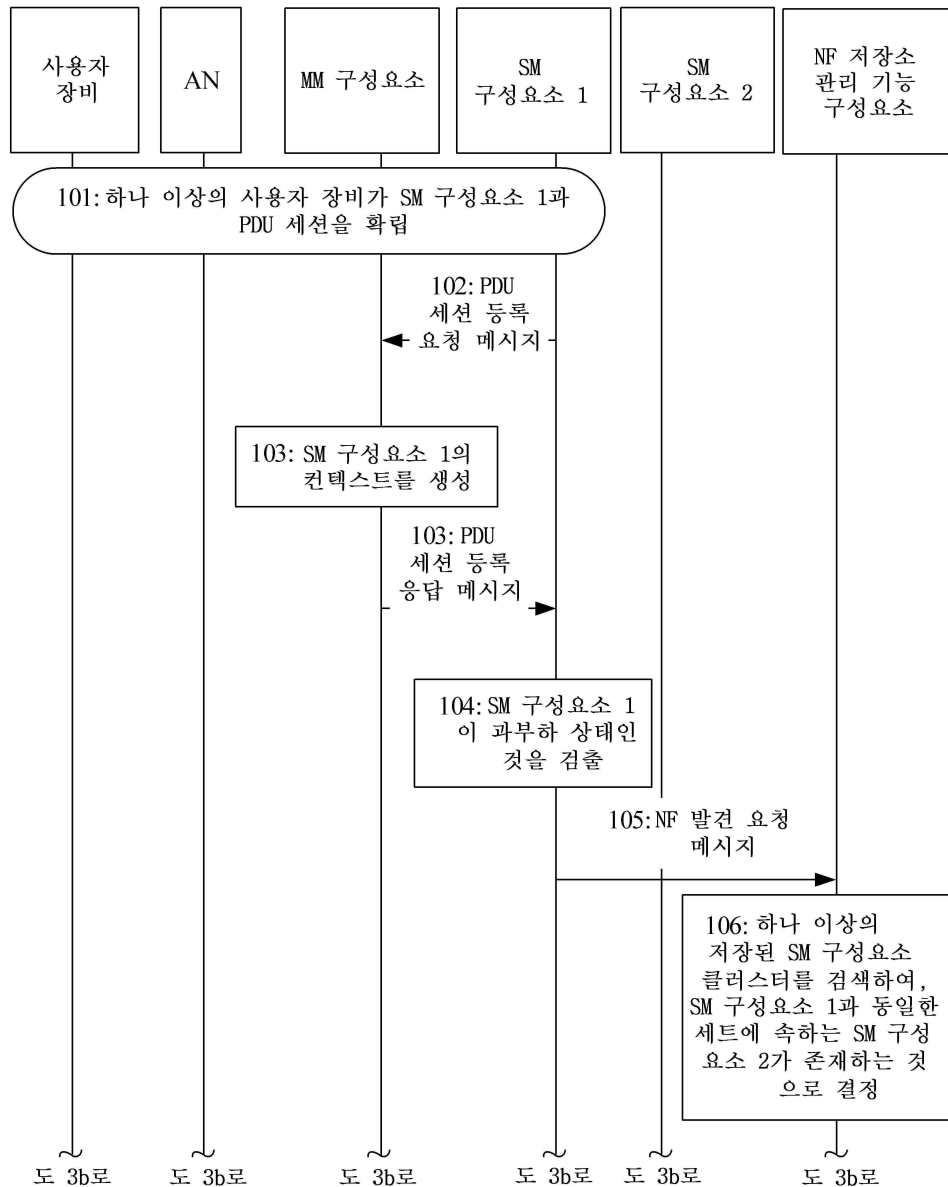 사용자
장비
AN
MM 구성요소
SM
구성요소 1
SM
구성요소 2
NF 저장소
관리 기능
구성요소
101:하나 이상의 사용자 장비가 SM 구성요소 1과
PDU 세션을 확립
102:PDU
세션 등록
요청 메시지
103: SM 구성요소 1의
컨텍스트를 생성
103:PDU
세션 등록
응답 메시지
104:SM 구성요소 1
이 과부하 상태인
것을 검출
105:NF 발견 요청
메시지
106: 하나 이상의
저장된 SM 구성요소
클러스터를 검색하여,
SM 구성요소 1과 동일한
세트에 속하는 SM 구성
요소 2가 존재하는 것
으로 결정
도 3b로
도 3b로
도 3b로
도 3b로
도 3b로
도 3b로